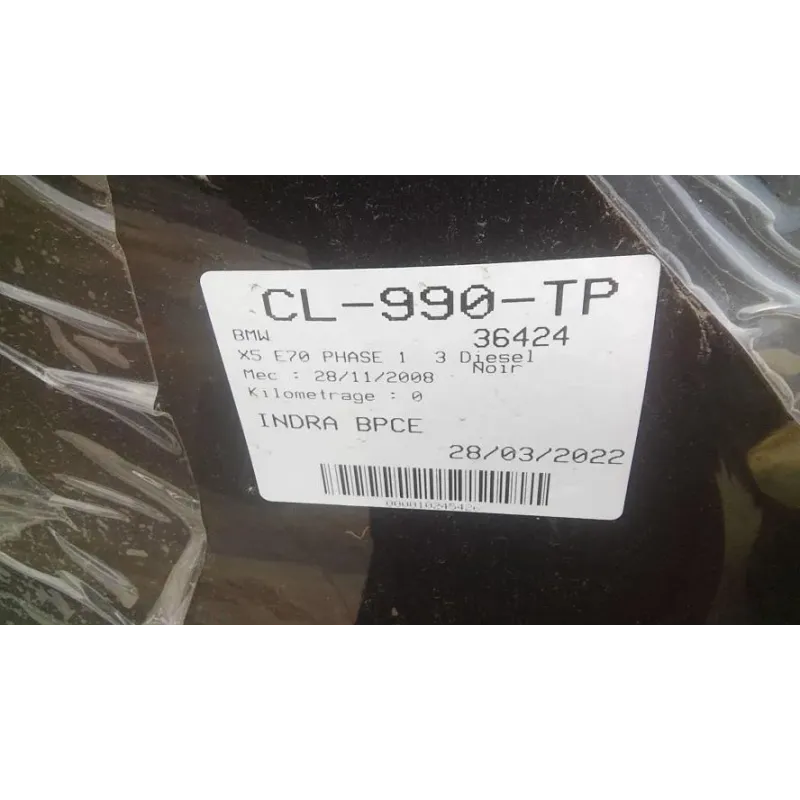 CL-990-TP
BMW 36424
X5 E70 PHASE 1 3 Diesel
Mec : 28/11/2008 Noir
Kilometrage : 0
INDRA BPCE
28/03/2022